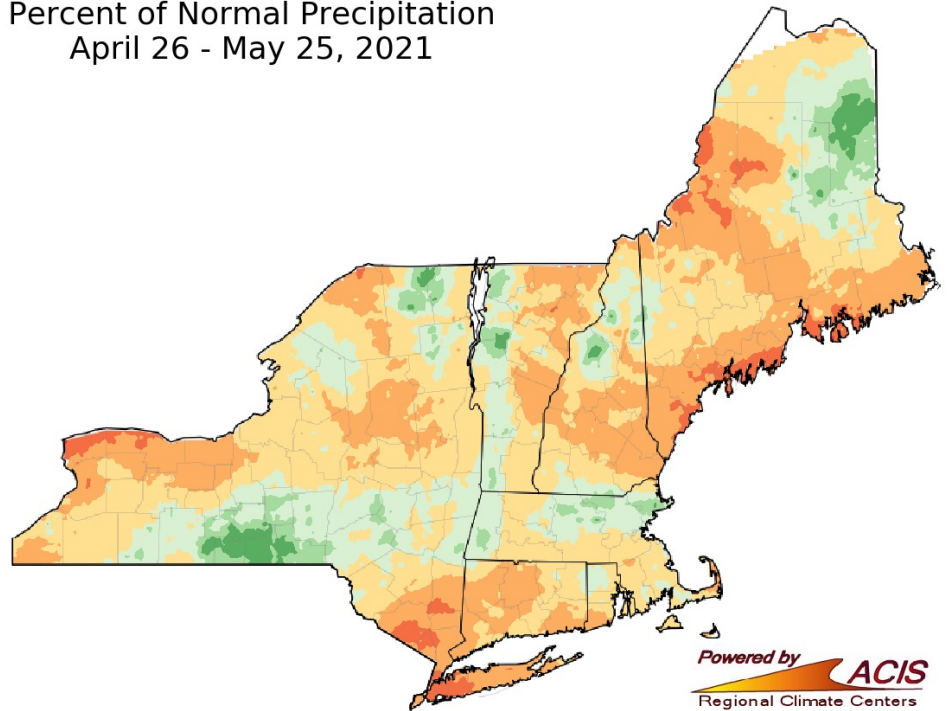 Percent of Normal Precipitation
April 26 - May 25, 2021
Powered by
ACIS
Regional Climate Centers